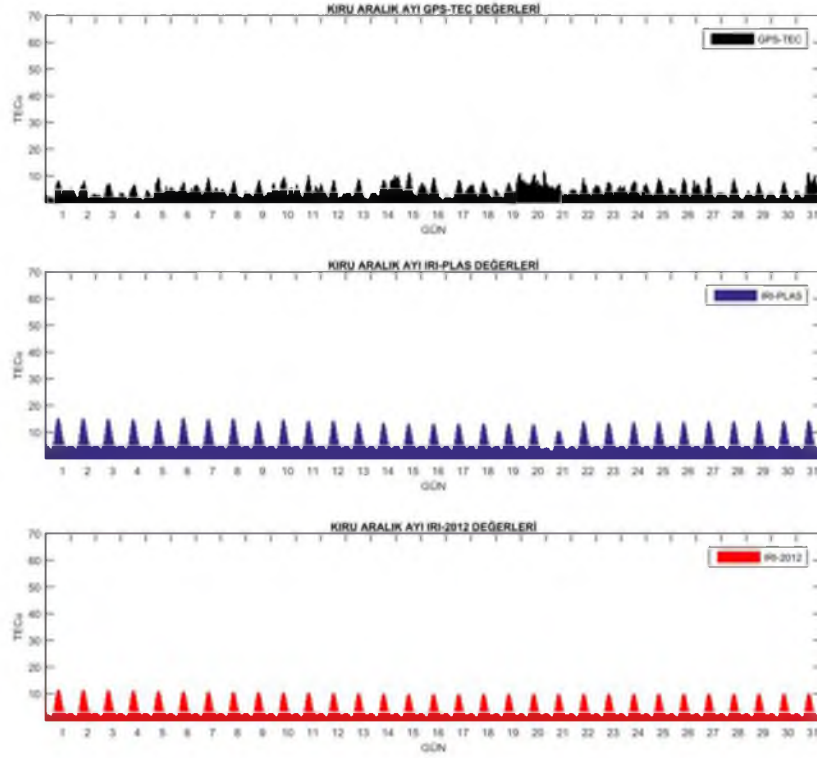 KIRU ARALIK AYI GPS-TEC DEĞERLERİ
GPS-TEC
70
60
50
40
30
20
10
TECu
1 2 3 4 5 6 7 8 9 10 11 12 13 14 15 16 17 18 19 20 21 22 23 24 25 26 27 28 29 30 31
GÜN
KIRU ARALIK AYI IRI-PLAS DEĞERLERİ
IRI-PLAS
70
60
50
40
30
20
10
TECu
1 2 3 4 5 6 7 8 9 10 11 12 13 14 15 16 17 18 19 20 21 22 23 24 25 26 27 28 29 30 31
GÜN
KIRU ARALIK AYI IRI-2012 DEĞERLERİ
IRI-2012
70
60
50
40
30
20
10
TECu
1 2 3 4 5 6 7 8 9 10 11 12 13 14 15 16 17 18 19 20 21 22 23 24 25 26 27 28 29 30 31
GÜN